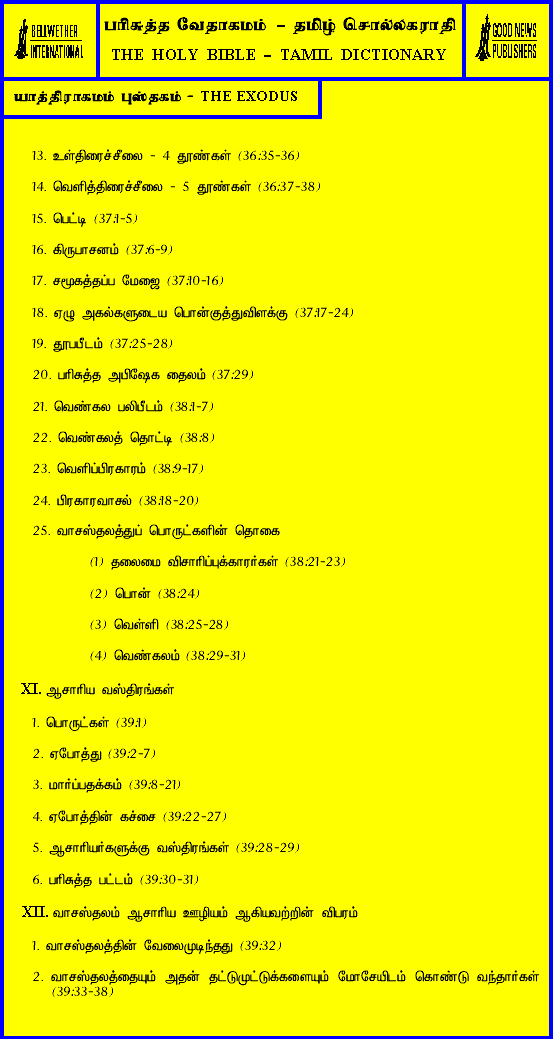 BELLWETHER
INTERNATIONAL
பரிசுத்த வேதாகமம் – தமிழ் சொல்லகராதி
THE HOLY BIBLE – TAMIL DICTIONARY
GOOD NEWS
PUBLISHERS
யாத்திராகமம் புஸ்தகம் - THE EXODUS
13. உள்திரைச்சீலை - 4 தூண்கள் (36:35-36)
14. வெளித்திரைச்சீலை - 5 தூண்கள் (36:37-38)
15. பெட்டி (37:1-5)
16. கிருபாசனம் (37:6-9)
17. சமூகத்தப்ப மேஜை (37:10-16)
18. ஏழு அகல்களுடைய பொன்குத்துவிளக்கு (37:17-24)
19. தூபபீடம் (37:25-28)
20. பரிசுத்த அபிஷேக தைலம் (37:29)
21. வெண்கல பலிபீடம் (38:1-7)
22. வெண்கலத் தொட்டி (38:8)
23. வெளிப்பிரகாரம் (38:9-17)
24. பிரகாரவாசல் (38:18-20)
25. வாசஸ்தலத்துப் பொருட்களின் தொகை
(1) தலைமை விசாரிப்புக்காரர்கள் (38:21-23)
(2) பொன் (38:24)
(3) வெள்ளி (38:25-28)
(4) வெண்கலம் (38:29-31)
XI. ஆசாரிய வஸ்திரங்கள்
1. பொருட்கள் (39:1)
2. ஏபோத்து (39:2-7)
3. மார்ப்பதக்கம் (39:8-21)
4. ஏபோத்தின் கச்சை (39:22-27)
5. ஆசாரியர்களுக்கு வஸ்திரங்கள் (39:28-29)
6. பரிசுத்த பட்டம் (39:30-31)
XII. வாசஸ்தலம் ஆசாரிய ஊழியம் ஆகியவற்றின் விபரம்
1. வாசஸ்தலத்தின் வேலைமுடிந்தது (39:32)
2. வாசஸ்தலத்தையும் அதன் தட்டுமுட்டுக்களையும் மோசேயிடம் கொண்டு வந்தார்கள்
(39:33-38)